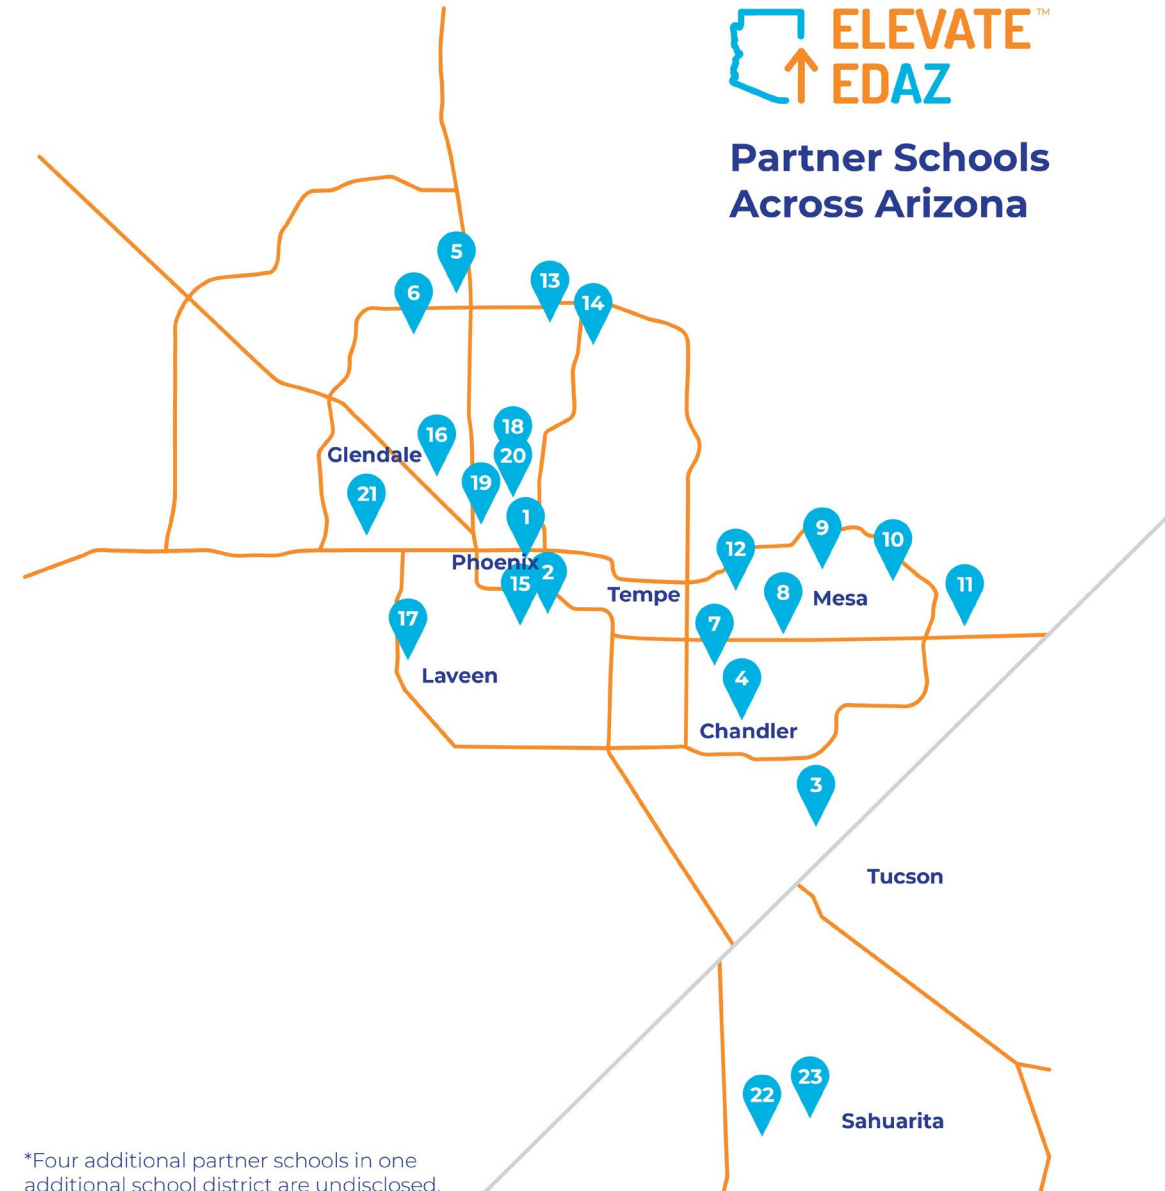 ELEVATE™
EDAZ
Partner Schools
Across Arizona
5
6
13
14
16
18
Glendale
20
19
21
1
9
10
12
Phoenix
2
15
11
8
Tempe
Mesa
17
7
Laveen
4
Chandler
3
Tucson
23
22
Sahuarita
*Four additional partner schools in one
additional school district are undisclosed.